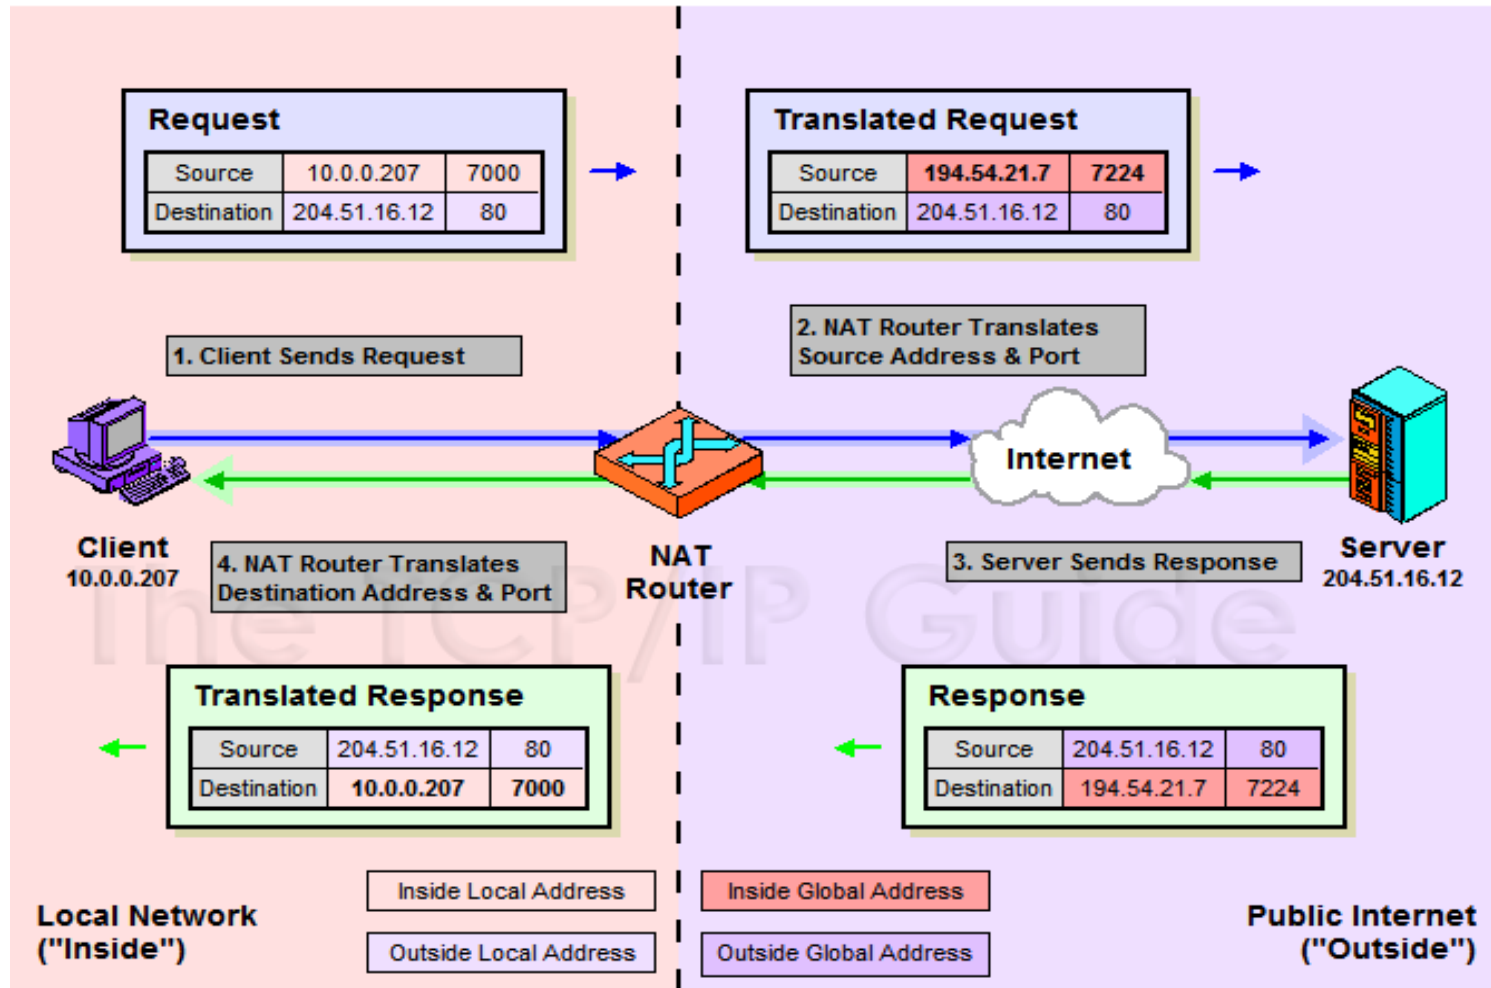 Request
Source 10.0.0.207 7000
Destination 204.51.16.12 80
Translated Request
Source 194.54.21.7 7224
Destination 204.51.16.12 80
1. Client Sends Request
2. NAT Router Translates
Source Address & Port
Internet
Client
10.0.0.207
NAT
Router
Server
204.51.16.12
4. NAT Router Translates
Destination Address & Port
3. Server Sends Response
The TCP/IP Guide
Translated Response
Source 204.51.16.12 80
Destination 10.0.0.207 7000
Response
Source 204.51.16.12 80
Destination 194.54.21.7 7224
Local Network
("Inside")
Inside Local Address
Outside Local Address
Inside Global Address
Outside Global Address
Public Internet
("Outside")